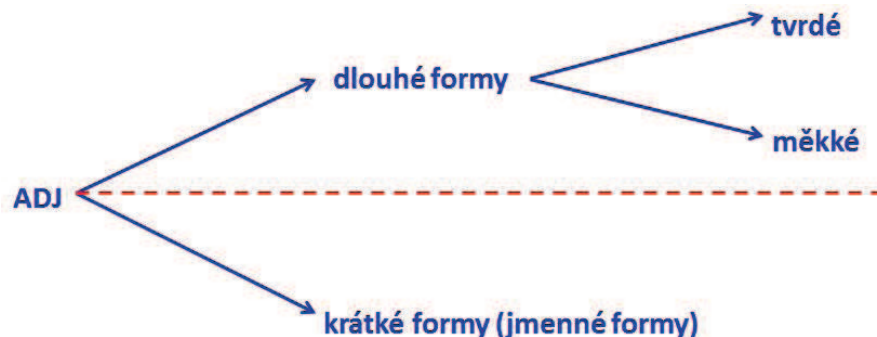 tvrdé
dlouhé formy
měkké
ADJ
krátké formy (jmenné formy)